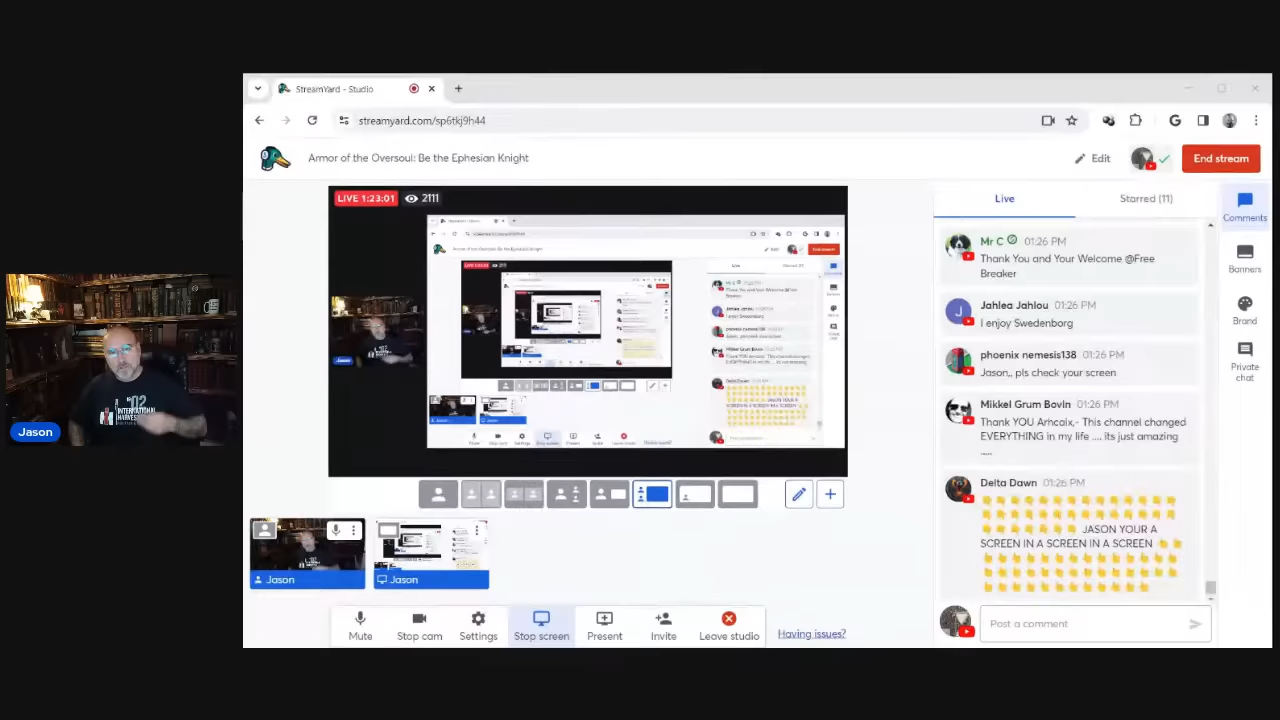 StreamYard - Studio
streamyard.com/sp6tkj9h44
Armor of the Oversoul: Be the Ephesian Knight
Edit
End stream
LIVE 1:23:01
2111
Live
Starred (11)
Comments
Banners
Brand
Private
chat
Mr C 01:26 PM
Thank You and Your Welcome @Free
Breaker
Jahlea Jahlou 01:26 PM
i enjoy Swedenborg
phoenix nemesis138 01:26 PM
Jason,, pls check your screen
Mikkel Grum Bovin 01:26 PM
Thank YOU Arhcaix,- This channel changed
EVERYTHING in my life .... its just amazing
....
Delta Dawn 01:26 PM
JASON YOUR A
SCREEN IN A SCREEN IN A SCREEN
Post a comment
Jason
INTERNATIONAL
Jason
Jason
Mute
Stop cam
Settings
Stop screen
Present
Invite
Leave studio
Having issues?